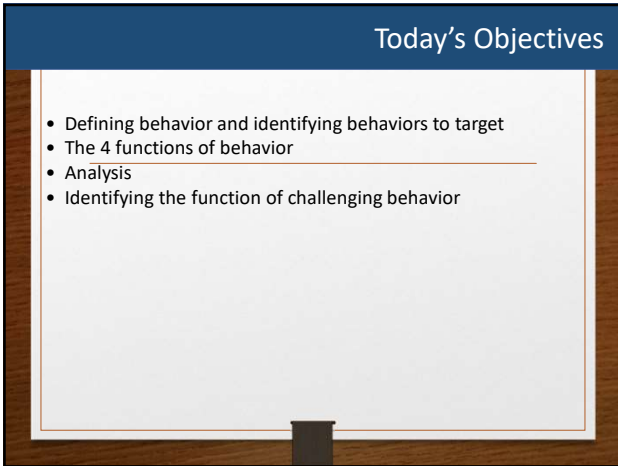 Today's Objectives
• Defining behavior and identifying behaviors to target
• The 4 functions of behavior
• Analysis
• Identifying the function of challenging behavior